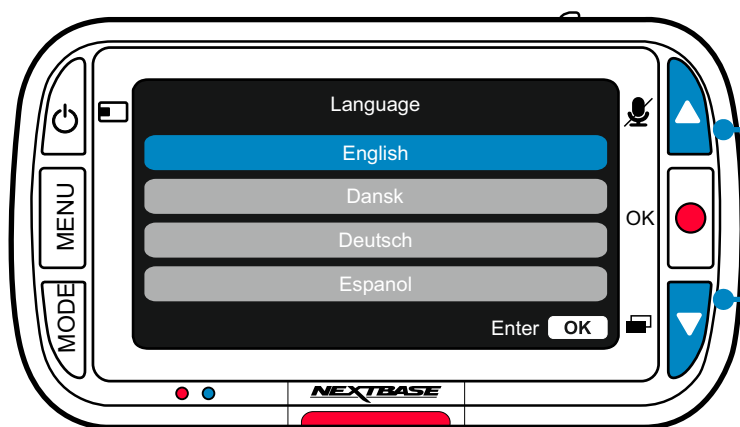 Language
English
Dansk
Deutsch
Espanol
Enter OK
MENU
MODE
OK
NEXTBASE